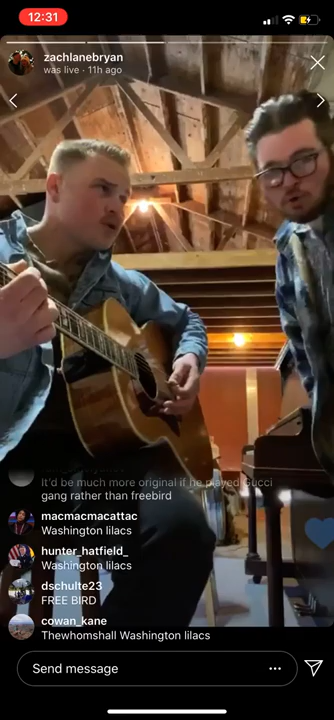 12:31
zachlanebryan
was live · 11h ago
It'd be much more original if he played Gucci
gang rather than freebird
macmacmacattac
Washington lilacs
hunter_hatfield_
Washington lilacs
dschulte23
FREE BIRD
cowan_kane
Thewhomshall Washington lilacs
Send message